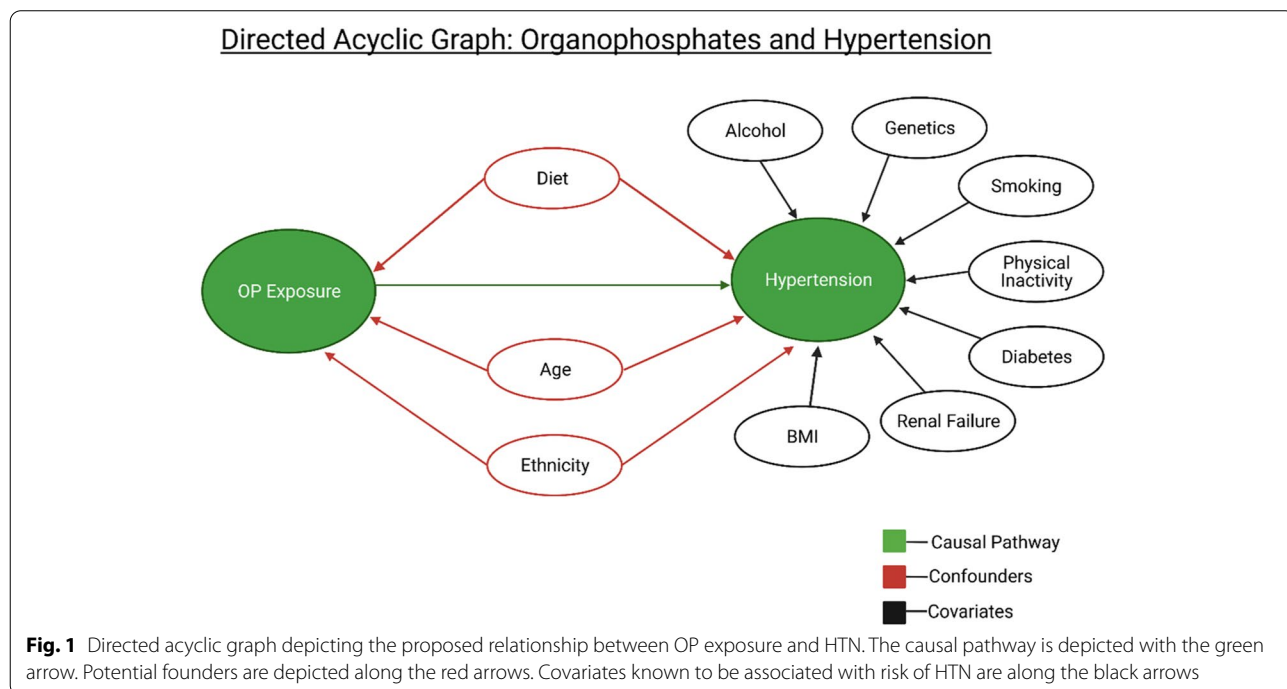 Directed Acyclic Graph: Organophosphates and Hypertension
Alcohol
Genetics
Diet
Smoking
OP Exposure
Hypertension
Physical
Inactivity
Age
Diabetes
Renal Failure
BMI
Ethnicity
Causal Pathway
Confounders
Covariates
Fig. 1 Directed acyclic graph depicting the proposed relationship between OP exposure and HTN. The causal pathway is depicted with the green
arrow. Potential founders are depicted along the red arrows. Covariates known to be associated with risk of HTN are along the black arrows